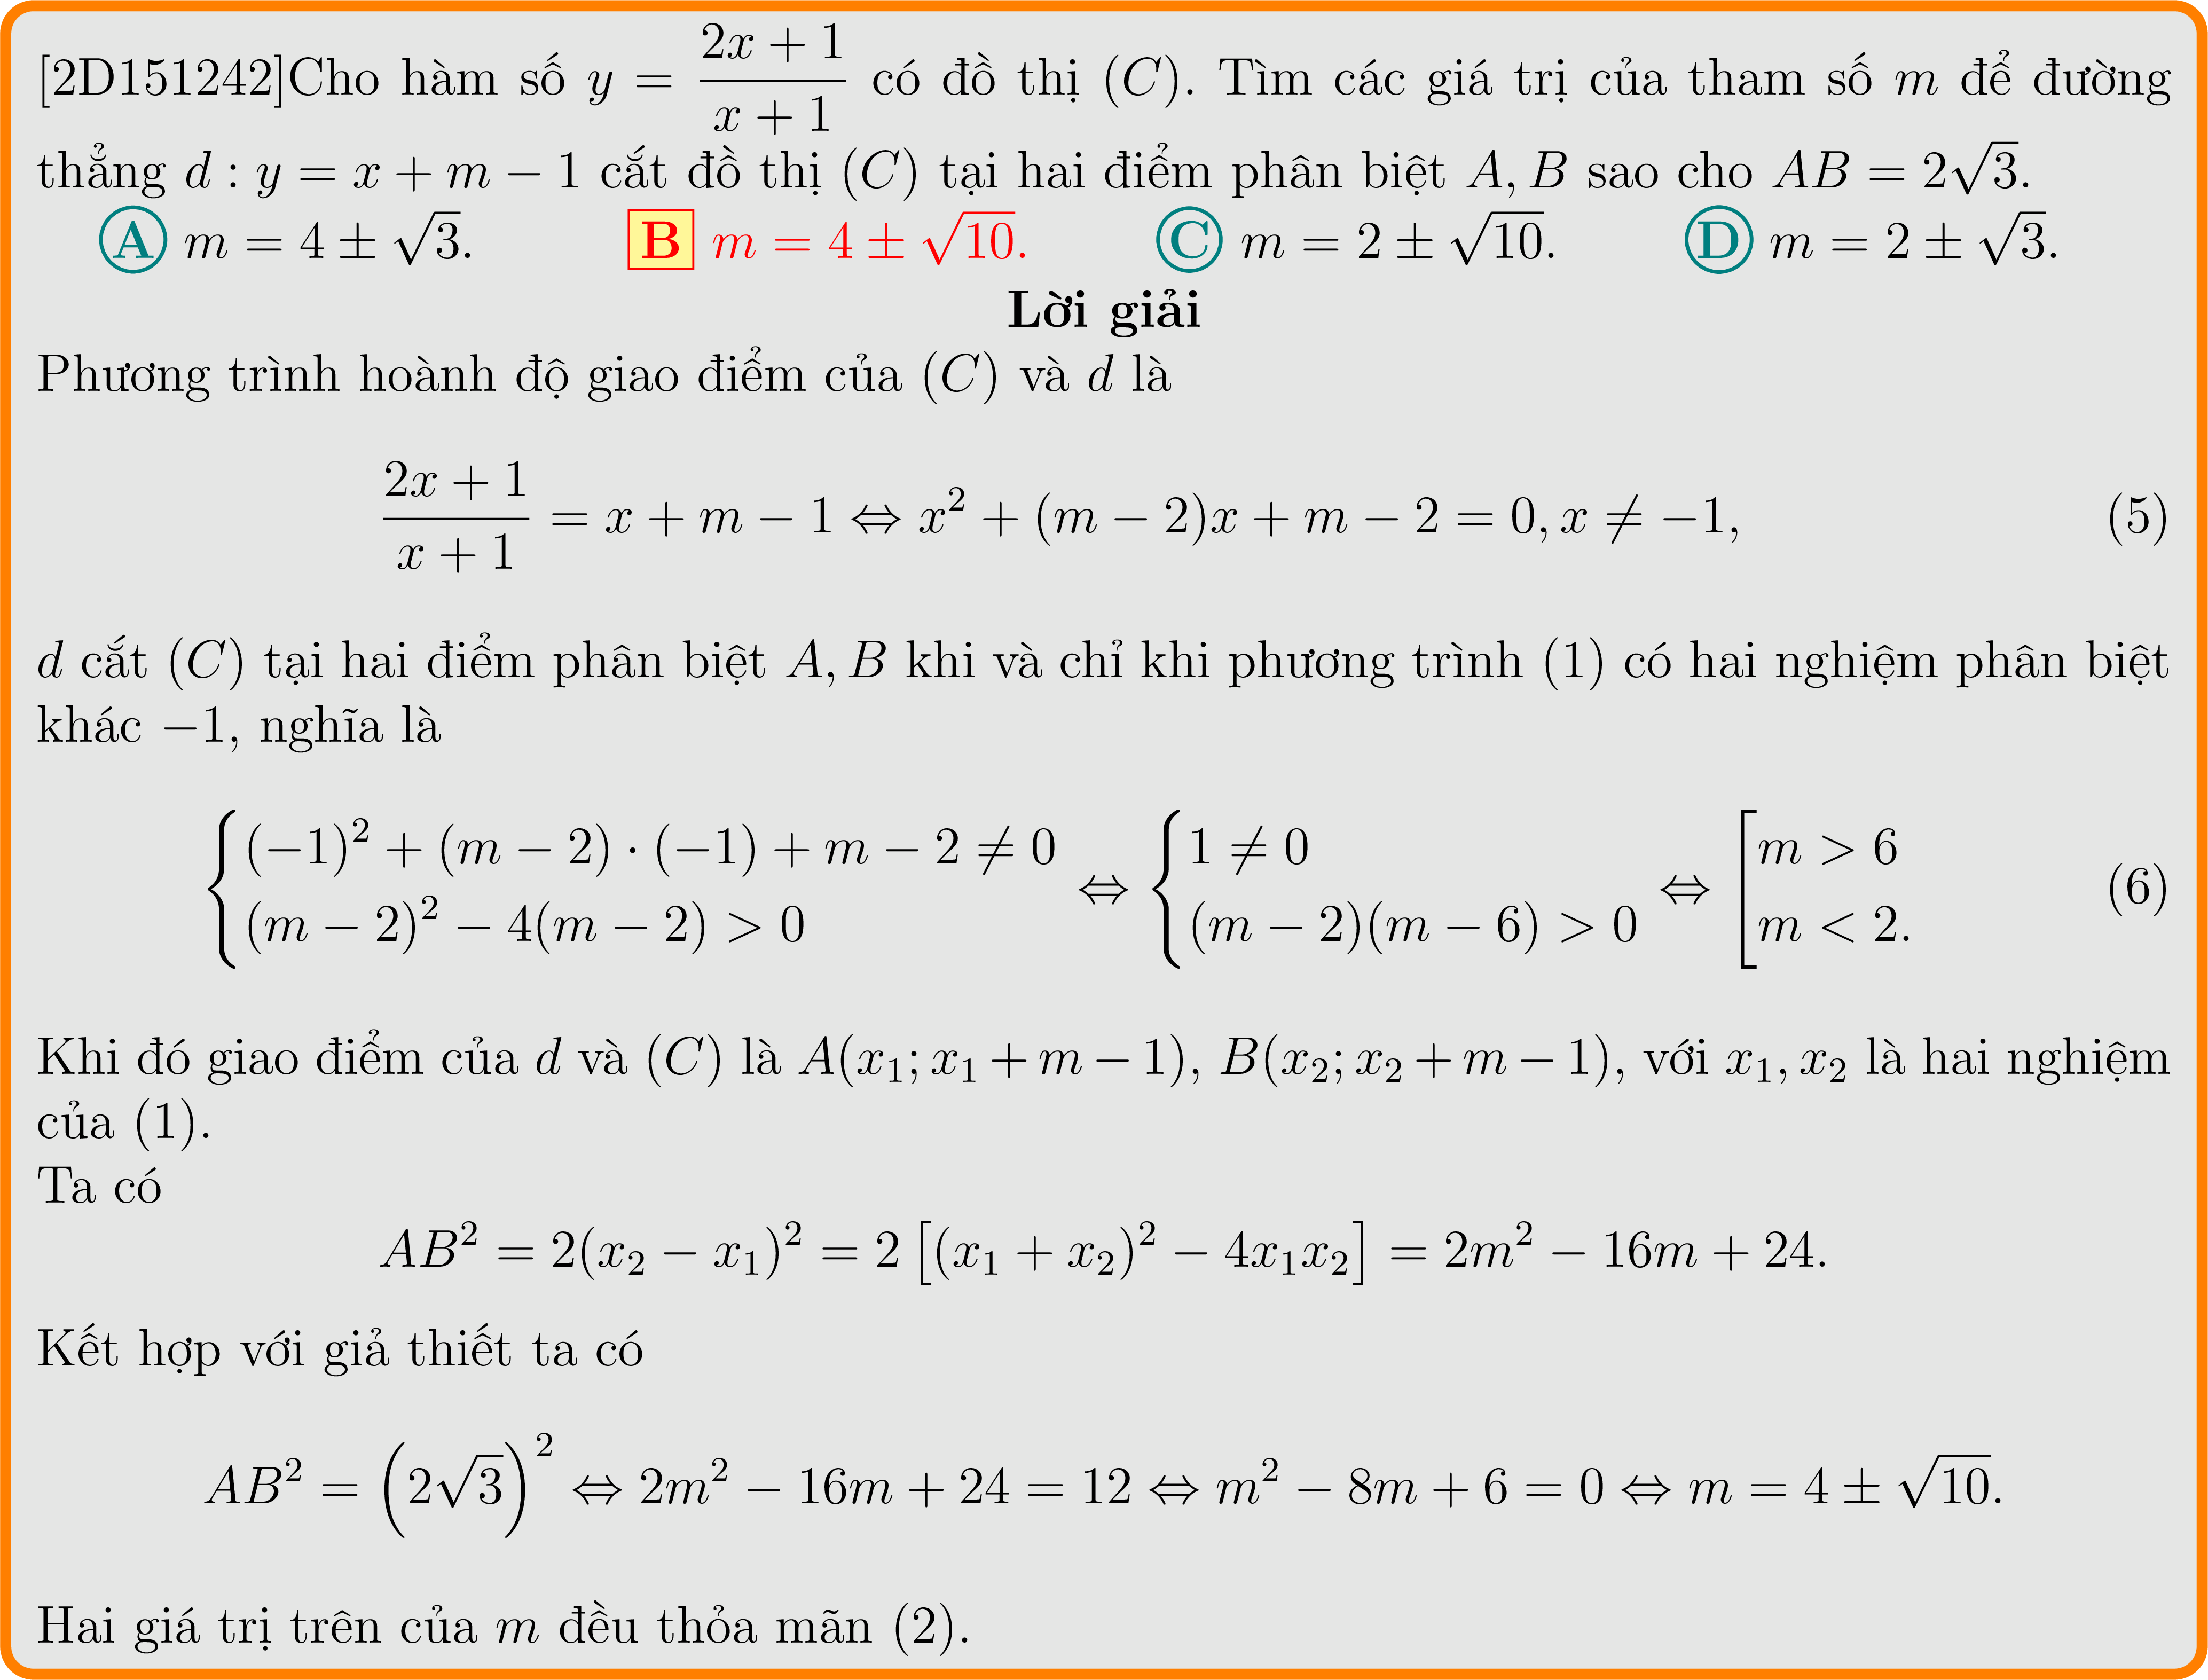 [2D151242]Cho hàm số $y = \dfrac{2x+1}{x+1}$ có đồ thị $(C)$. Tìm các giá trị của tham số $m$ để đường
thẳng $d : y = x + m - 1$ cắt đồ thị $(C)$ tại hai điểm phân biệt $A, B$ sao cho $AB = 2\sqrt{3}$.
A $m = 4 \pm \sqrt{3}$. B $m = 4 \pm \sqrt{10}$. C $m = 2 \pm \sqrt{10}$. D $m = 2 \pm \sqrt{3}$.
Lời giải
Phương trình hoành độ giao điểm của $(C)$ và $d$ là
$\dfrac{2x+1}{x+1} = x + m - 1 \Leftrightarrow x^2 + (m-2)x + m - 2 = 0, x \neq -1,$ (5)
$d$ cắt $(C)$ tại hai điểm phân biệt $A, B$ khi và chỉ khi phương trình (1) có hai nghiệm phân biệt
khác $-1$, nghĩa là
$\begin{cases} (-1)^2 + (m-2) \cdot (-1) + m - 2 \neq 0 \\ (m-2)^2 - 4(m-2) > 0 \end{cases} \Leftrightarrow \begin{cases} 1 \neq 0 \\ (m-2)(m-6) > 0 \end{cases} \Leftrightarrow \left[\begin{array}{l} m > 6 \\ m < 2. \end{array}\right.$ (6)
Khi đó giao điểm của $d$ và $(C)$ là $A(x_1; x_1 + m - 1)$, $B(x_2; x_2 + m - 1)$, với $x_1, x_2$ là hai nghiệm
của (1).
Ta có
$AB^2 = 2(x_2 - x_1)^2 = 2\left[(x_1 + x_2)^2 - 4x_1x_2\right] = 2m^2 - 16m + 24.$
Kết hợp với giả thiết ta có
$AB^2 = \left(2\sqrt{3}\right)^2 \Leftrightarrow 2m^2 - 16m + 24 = 12 \Leftrightarrow m^2 - 8m + 6 = 0 \Leftrightarrow m = 4 \pm \sqrt{10}.$
Hai giá trị trên của $m$ đều thỏa mãn (2).